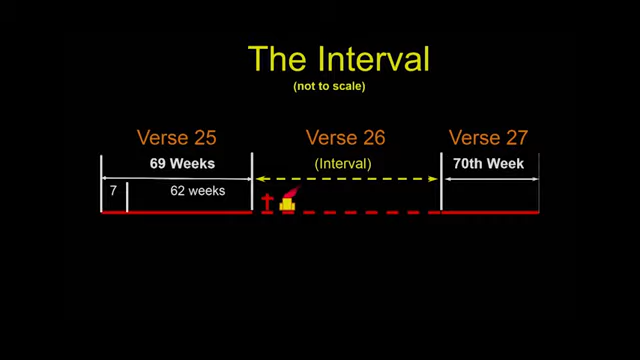 The Interval
(not to scale)
Verse 25 Verse 26 Verse 27
69 Weeks (Interval) 70th Week
7 62 weeks